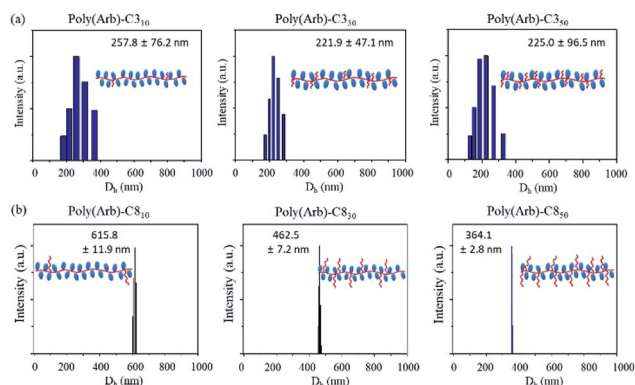 (a)
Poly(Arb)-C3₁₀
Poly(Arb)-C3₃₀
Poly(Arb)-C3₅₀
257.8 ± 76.2 nm
221.9 ± 47.1 nm
225.0 ± 96.5 nm
Intensity (a.u.)
Intensity (a.u.)
Intensity (a.u.)
0 200 400 600 800 1000
0 200 400 600 800 1000
0 200 400 600 800 1000
Dₕ (nm)
Dₕ (nm)
Dₕ (nm)
(b)
Poly(Arb)-C8₁₀
Poly(Arb)-C8₃₀
Poly(Arb)-C8₅₀
615.8
± 11.9 nm
462.5
± 7.2 nm
364.1
± 2.8 nm
Intensity (a.u.)
Intensity (a.u.)
Intensity (a.u.)
0 200 400 600 800 1000
0 200 400 600 800 1000
0 200 400 600 800 1000
Dₕ (nm)
Dₕ (nm)
Dₕ (nm)